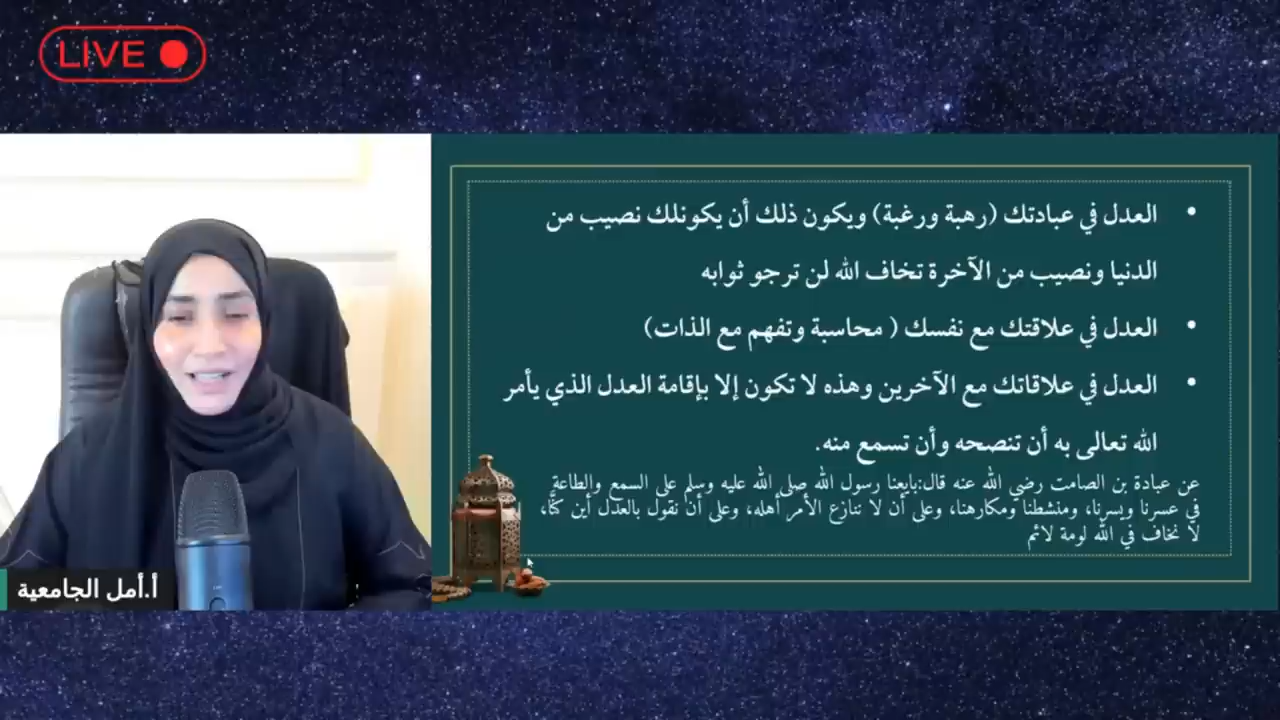 LIVE
العدل في عبادتك (رهبة ورغبة) ويكون ذلك أن يكونلك نصيب من
الدنيا ونصيب من الآخرة تخاف الله لن ترجو ثوابه
العدل في علاقتك مع نفسك ( محاسبة وتفهم مع الذات)
العدل في علاقاتك مع الآخرين وهذه لا تكون إلا بإقامة العدل الذي يأمر
الله تعالى به أن تنصحه وأن تسمع منه.
عن عبادة بن الصامت رضي الله عنه قال:بايعنا رسول الله صلى الله عليه وسلم على السمع والطاعة
في عسرنا ويسرنا، ومنشطنا ومكارهنا، وعلى أن لا ننازع الأمر أهله، وعلى أن نقول بالعدل أين كنَّا،
لا نخاف في الله لومة لائم
أ.أمل الجامعية